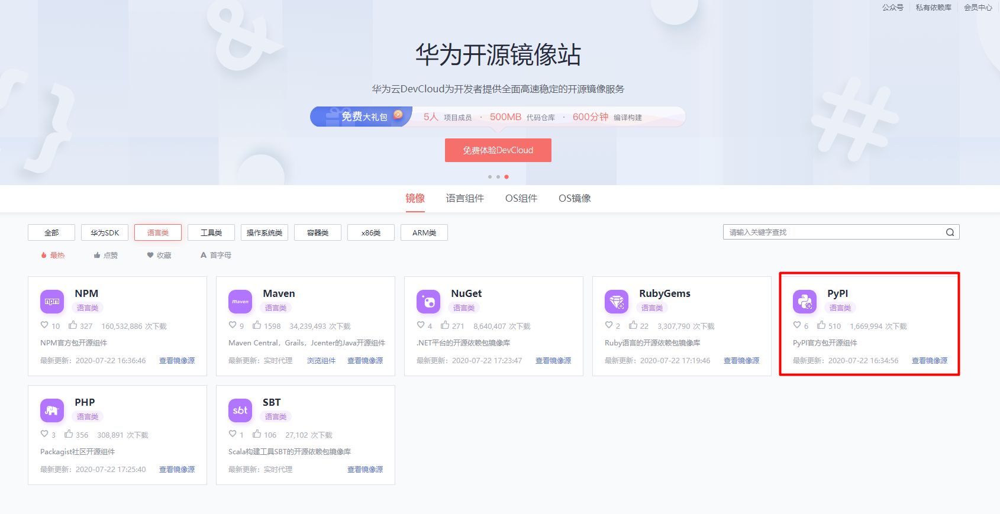 公众号 私有依赖库 会员中心
华为开源镜像站
华为云DevCloud为开发者提供全面高速稳定的开源镜像服务
免费大礼包 5人 项目成员 · 500MB 代码仓库 · 600分钟 编译构建
免费体验DevCloud
镜像 语言组件 OS组件 OS镜像
全部 华为SDK 语言类 工具类 操作系统类 容器类 x86类 ARM类 请输入关键字查找
最热 点赞 收藏 A 首字母
NPM
npm
语言类
10 327 160,532,886 次下载
NPM官方包开源组件
最新更新：2020-07-22 16:36:46 查看镜像源
Maven
maven
语言类
9 1598 34,239,493 次下载
Maven Central，Grails，Jcenter的Java开源组件
最新更新：实时代理 浏览组件 查看镜像源
NuGet
语言类
4 271 8,640,407 次下载
.NET平台的开源依赖包镜像库
最新更新：2020-07-22 17:23:47 查看镜像源
RubyGems
语言类
2 22 3,307,790 次下载
Ruby语言的开源依赖包镜像库
最新更新：2020-07-22 17:19:46 查看镜像源
PyPI
语言类
6 510 1,669,994 次下载
PyPI官方包开源组件
最新更新：2020-07-22 16:34:56 查看镜像源
PHP
语言类
3 356 308,891 次下载
Packagist社区开源组件
最新更新：2020-07-22 17:25:40 查看镜像源
SBT
sbt
语言类
1 106 27,102 次下载
Scala构建工具SBT的开源依赖包镜像库
最新更新：实时代理 查看镜像源